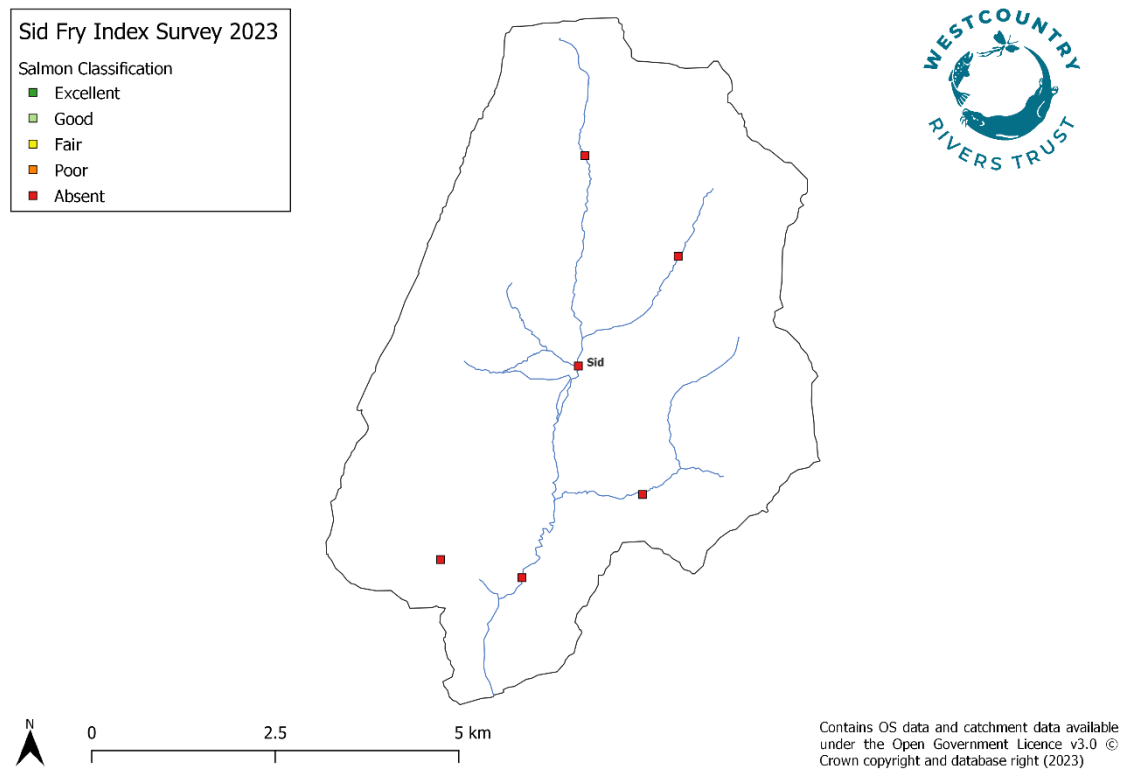 Sid Fry Index Survey 2023
Salmon Classification
Excellent
Good
Fair
Poor
Absent
WESTCOUNTRY
RIVERS TRUST
Sid
N
0 2.5 5 km
Contains OS data and catchment data available
under the Open Government Licence v3.0 ©
Crown copyright and database right (2023)